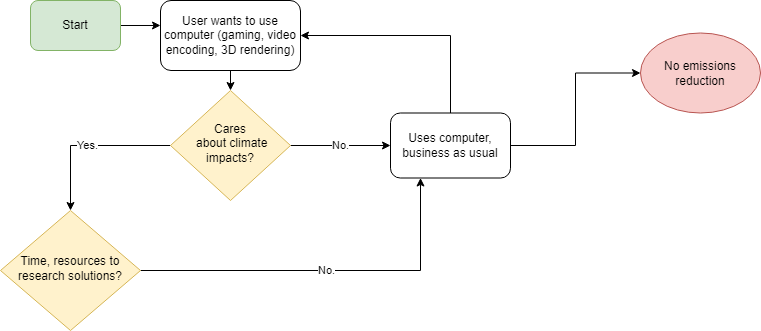 Start
User wants to use
computer (gaming, video
encoding, 3D rendering)
No emissions
reduction
Cares
about climate
impacts?
Yes.
No.
Uses computer,
business as usual
Time, resources to
research solutions?
No.